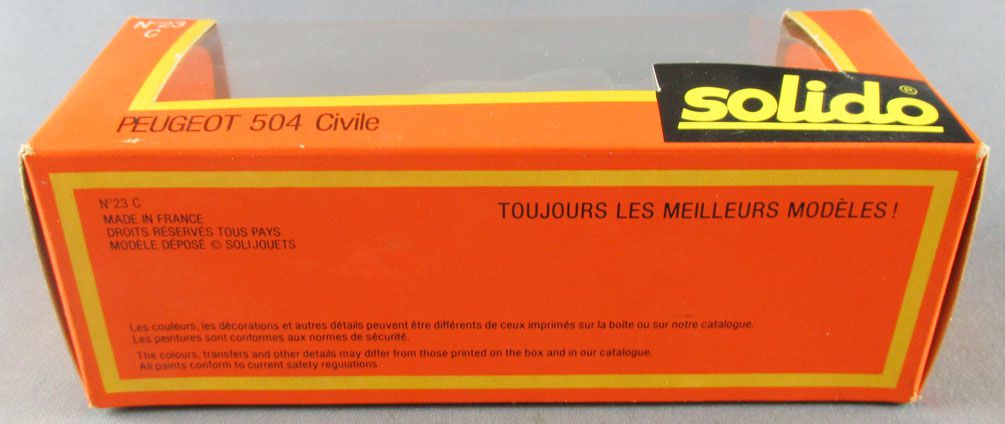 N°23
C
solido®
PEUGEOT 504 Civile
N°23 C
MADE IN FRANCE
DROITS RÉSERVÉS TOUS PAYS
MODÈLE DÉPOSÉ © SOLIJOUETS
TOUJOURS LES MEILLEURS MODÈLES !
Les couleurs, les décorations et autres détails peuvent être différents de ceux imprimés sur la boîte ou sur notre catalogue.
Les peintures sont conformes aux normes de sécurité.
The colours, transfers and other details may differ from those printed on the box and in our catalogue.
All paints conform to current safety regulations.